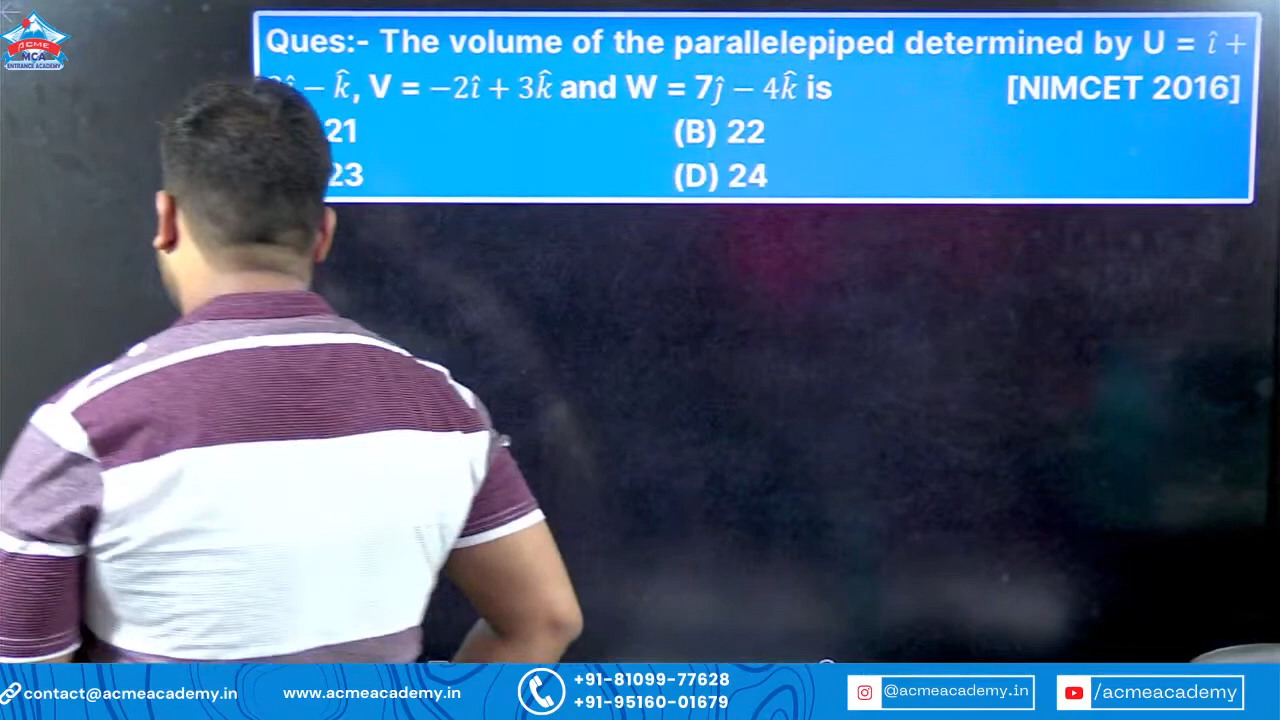 ACME
MCA
ENTRANCE ACADEMY
Ques:- The volume of the parallelepiped determined by U = î +
− k̂, V = −2î + 3k̂ and W = 7ĵ − 4k̂ is [NIMCET 2016]
21 (B) 22
23 (D) 24
contact@acmeacademy.in
www.acmeacademy.in
+91-81099-77628
+91-95160-01679
@acmeacademy.in
/acmeacademy